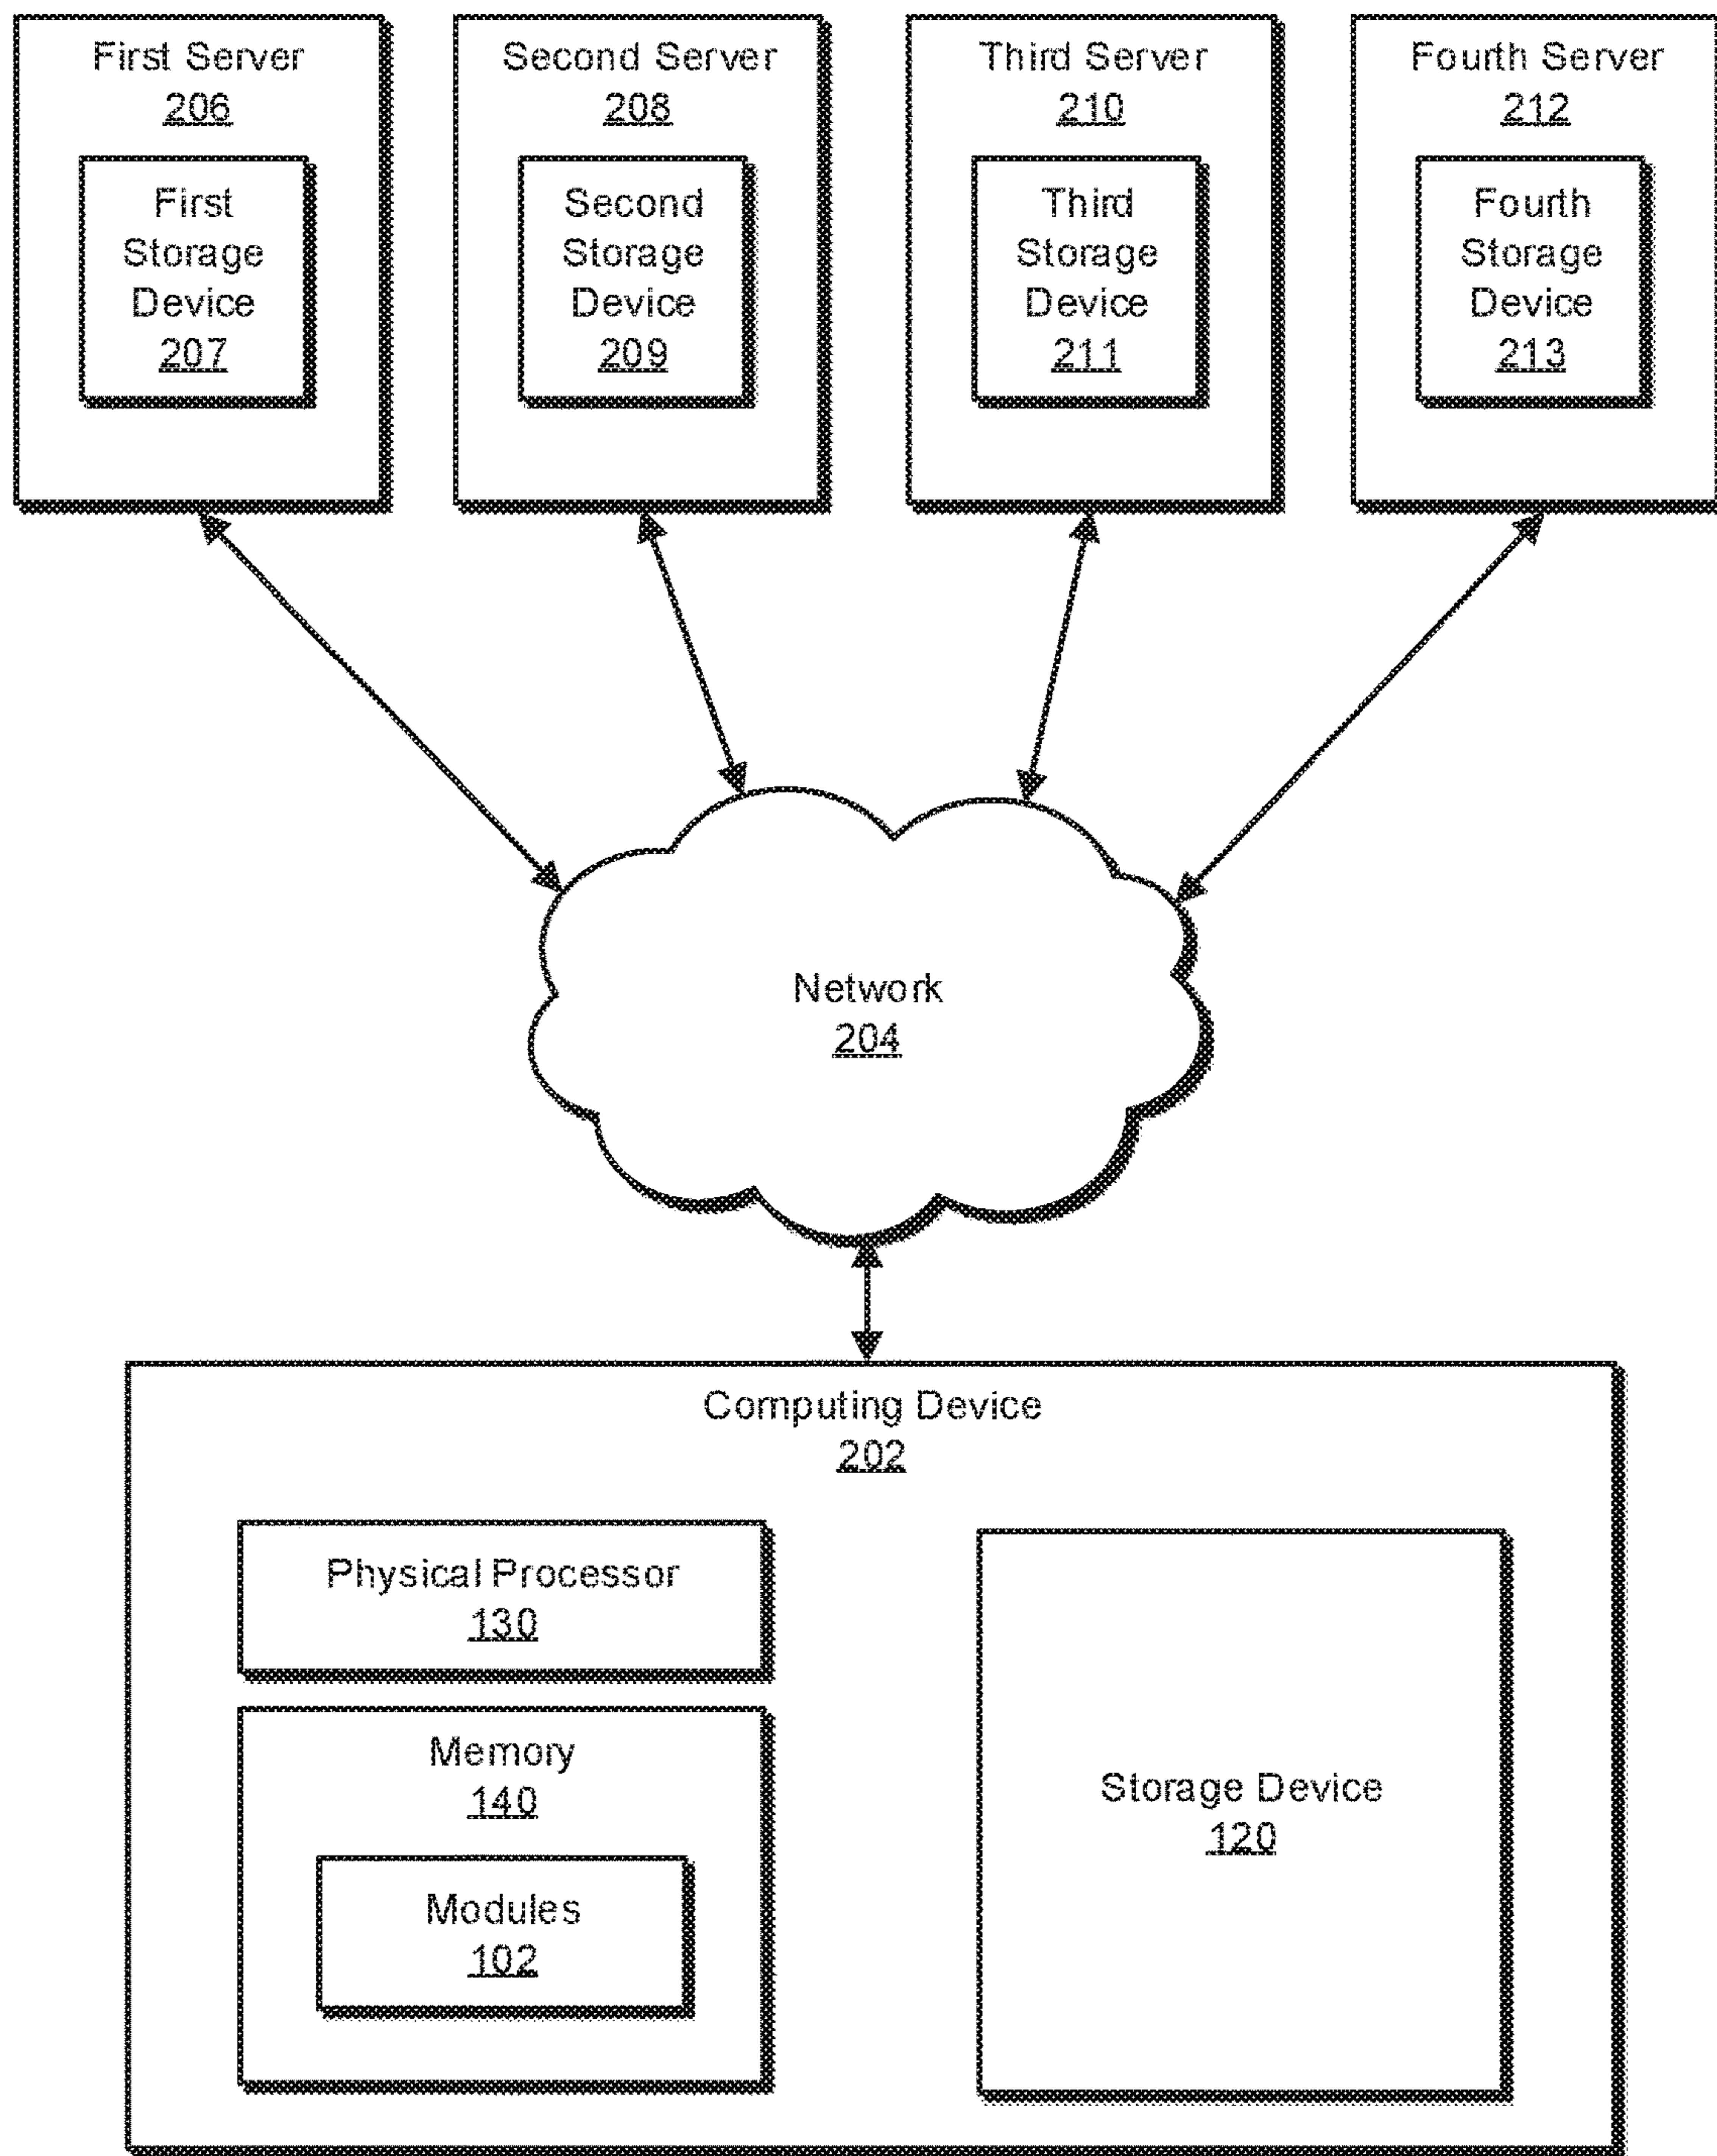 First Server
206
First
Storage
Device
207
Second Server
208
Second
Storage
Device
209
Third Server
210
Third
Storage
Device
211
Fourth Server
212
Fourth
Storage
Device
213
Network
204
Computing Device
202
Physical Processor
130
Memory
140
Modules
102
Storage Device
120